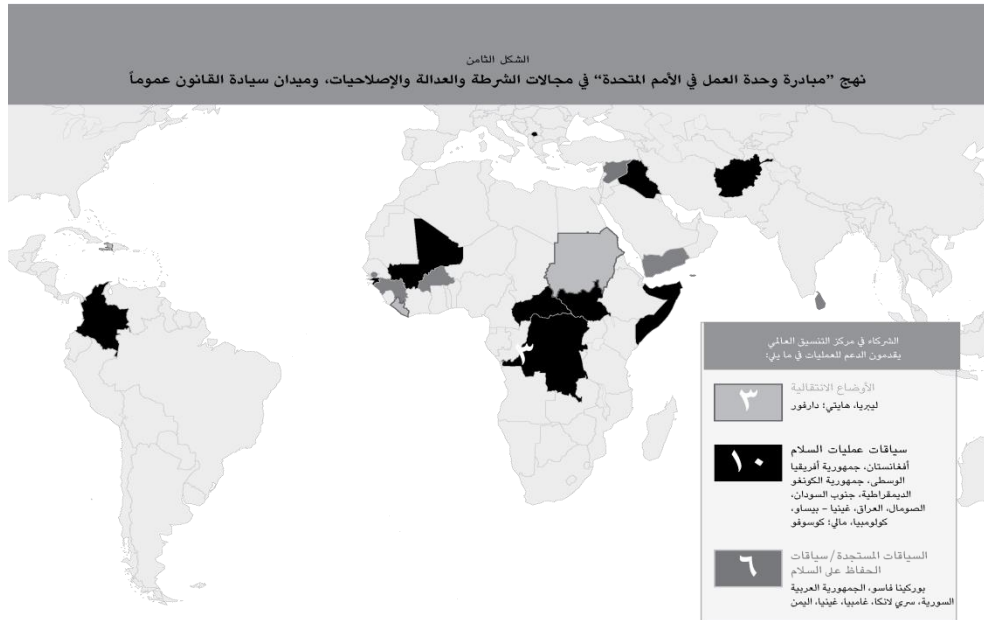 الشكل الثامن
نهج ”مبادرة وحدة العمل في الأمم المتحدة“ في مجالات الشرطة والعدالة والإصلاحيات، وميدان سيادة القانون عموماً
٣
الشركاء في مركز التنسيق العالمي
يقدمون الدعم للعمليات في ما يلي:
٣
الأوضاع الانتقالية
ليبريا، هايتي؛ دارفور
١٠
سياقات عمليات السلام
أفغانستان، جمهورية أفريقيا
الوسطى، جمهورية الكونغو
الديمقراطية، جنوب السودان،
الصومال، العراق، غينيا – بيساو،
كولومبيا، مالي؛ كوسوفو
٦
السياقات المستجدة/سياقات
الحفاظ على السلام
بوركينا فاسو، الجمهورية العربية
السورية، سري لانكا، غامبيا، غينيا، اليمن